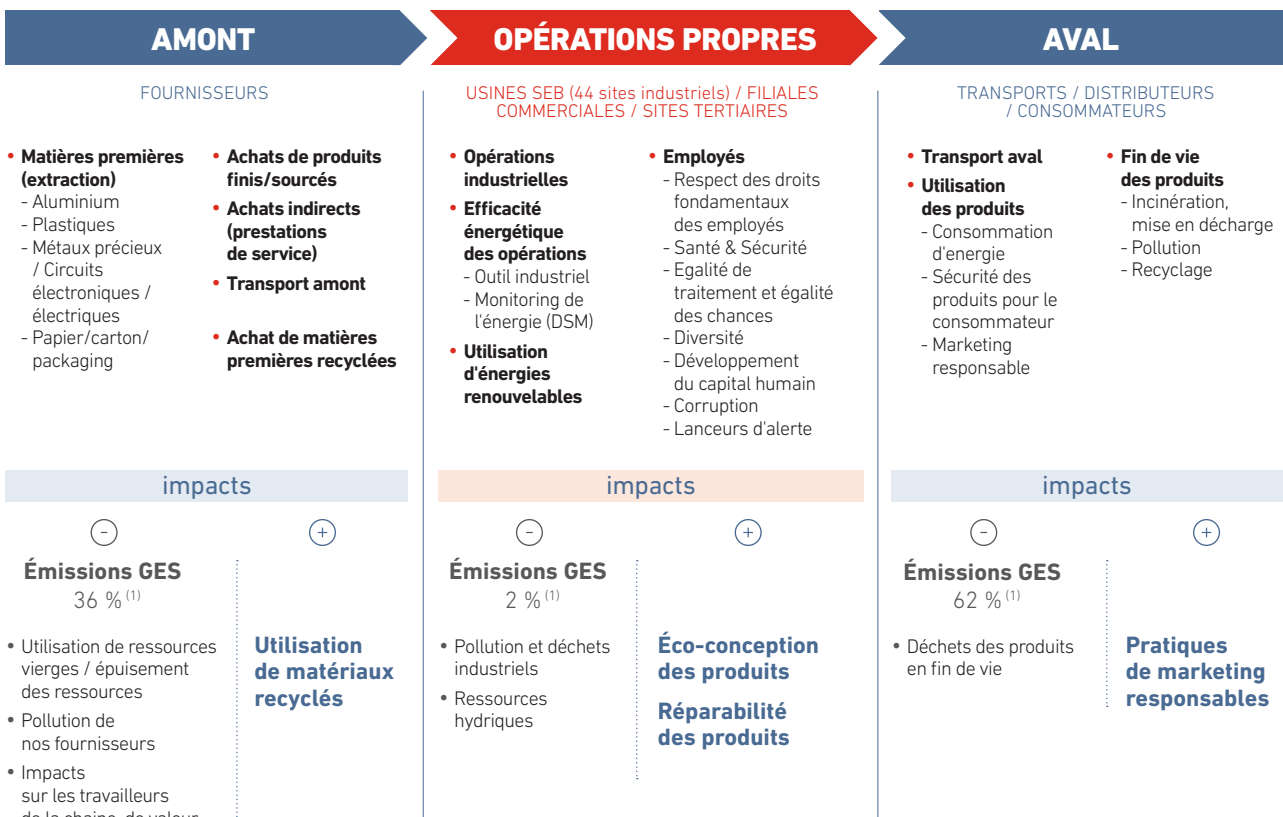 AMONT
FOURNISSEURS
• Matières premières
(extraction)
- Aluminium
- Plastiques
- Métaux précieux
/ Circuits
électroniques /
électriques
- Papier/carton/
packaging
• Achats de produits
finis/sourcés
• Achats indirects
(prestations
de service)
• Transport amont
• Achat de matières
premières recyclées
impacts
-
Émissions GES
36 % (1)
• Utilisation de ressources
vierges / épuisement
des ressources
• Pollution de
nos fournisseurs
• Impacts
sur les travailleurs
de la chaine de valeur
+
Utilisation
de matériaux
recyclés
OPÉRATIONS PROPRES
USINES SEB (44 sites industriels) / FILIALES
COMMERCIALES / SITES TERTIAIRES
• Opérations
industrielles
• Efficacité
énergétique
des opérations
- Outil industriel
- Monitoring de
l'énergie (DSM)
• Utilisation
d'énergies
renouvelables
• Employés
- Respect des droits
fondamentaux
des employés
- Santé & Sécurité
- Egalité de
traitement et égalité
des chances
- Diversité
- Développement
du capital humain
- Corruption
- Lanceurs d'alerte
impacts
-
Émissions GES
2 % (1)
• Pollution et déchets
industriels
• Ressources
hydriques
+
Éco-conception
des produits
Réparabilité
des produits
AVAL
TRANSPORTS / DISTRIBUTEURS
/ CONSOMMATEURS
• Transport aval
• Utilisation
des produits
- Consommation
d'energie
- Sécurité des
produits pour le
consommateur
- Marketing
responsable
• Fin de vie
des produits
- Incinération,
mise en décharge
- Pollution
- Recyclage
impacts
-
Émissions GES
62 % (1)
• Déchets des produits
en fin de vie
+
Pratiques
de marketing
responsables